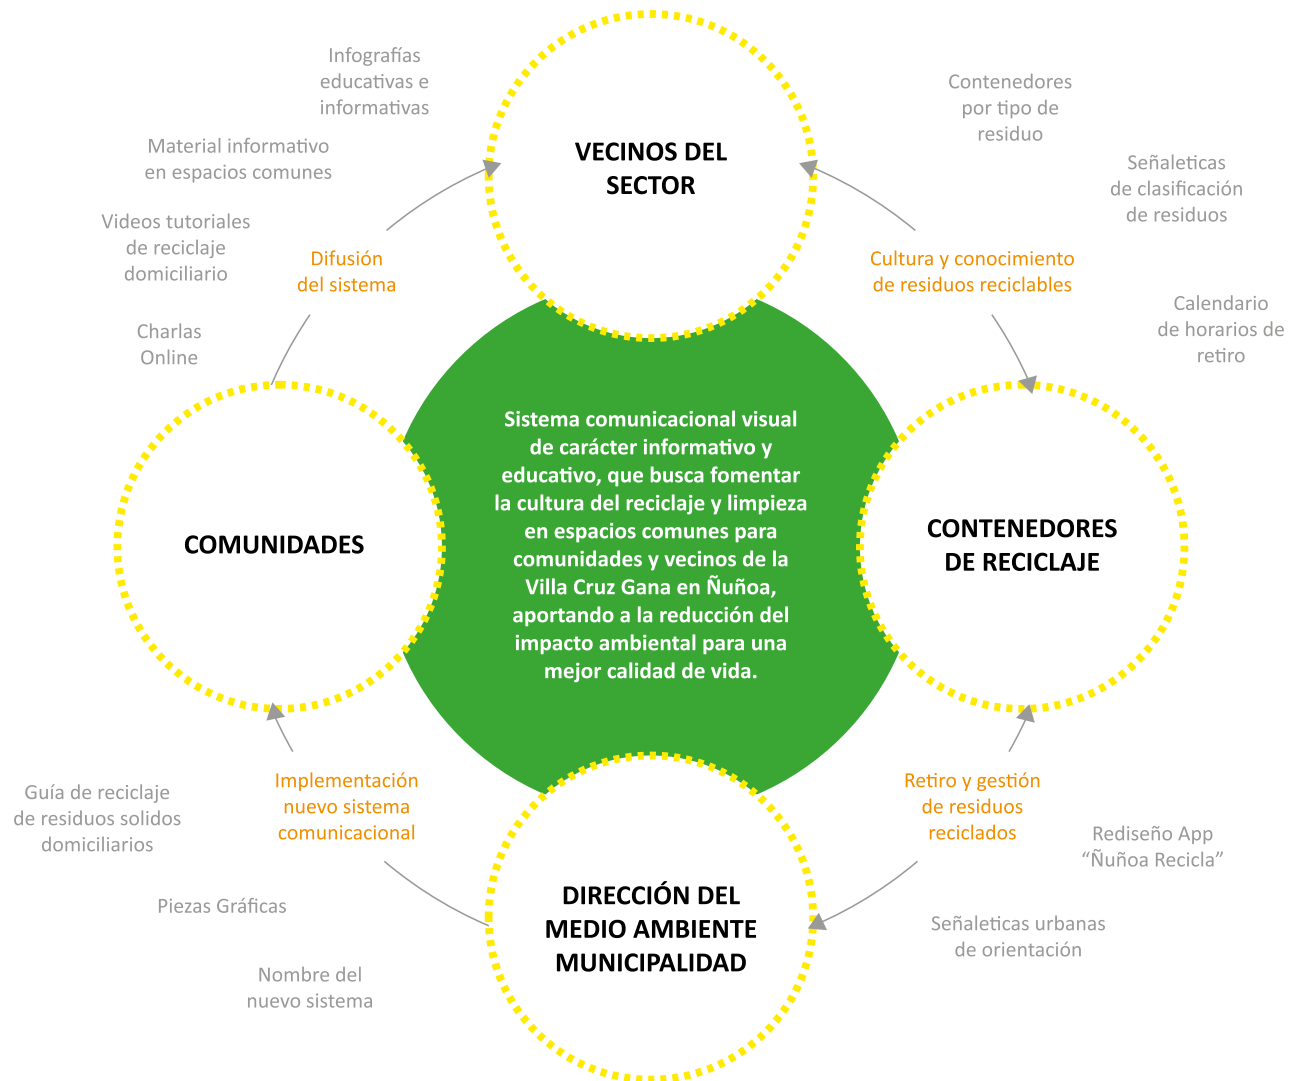 Infografías
educativas e
informativas
Material informativo
en espacios comunes
Videos tutoriales
de reciclaje
domiciliario
Charlas
Online
Difusión
del sistema
VECINOS DEL
SECTOR
Contenedores
por tipo de
residuo
Señaleticas
de clasificación
de residuos
Calendario
de horarios de
retiro
Cultura y conocimiento
de residuos reciclables
COMUNIDADES
Sistema comunicacional visual
de carácter informativo y
educativo, que busca fomentar
la cultura del reciclaje y limpieza
en espacios comunes para
comunidades y vecinos de la
Villa Cruz Gana en Ñuñoa,
aportando a la reducción del
impacto ambiental para una
mejor calidad de vida.
CONTENEDORES
DE RECICLAJE
Implementación
nuevo sistema
comunicacional
Guía de reciclaje
de residuos solidos
domiciliarios
Piezas Gráficas
Nombre del
nuevo sistema
DIRECCIÓN DEL
MEDIO AMBIENTE
MUNICIPALIDAD
Retiro y gestión
de residuos
reciclados
Rediseño App
“Ñuñoa Recicla”
Señaleticas urbanas
de orientación